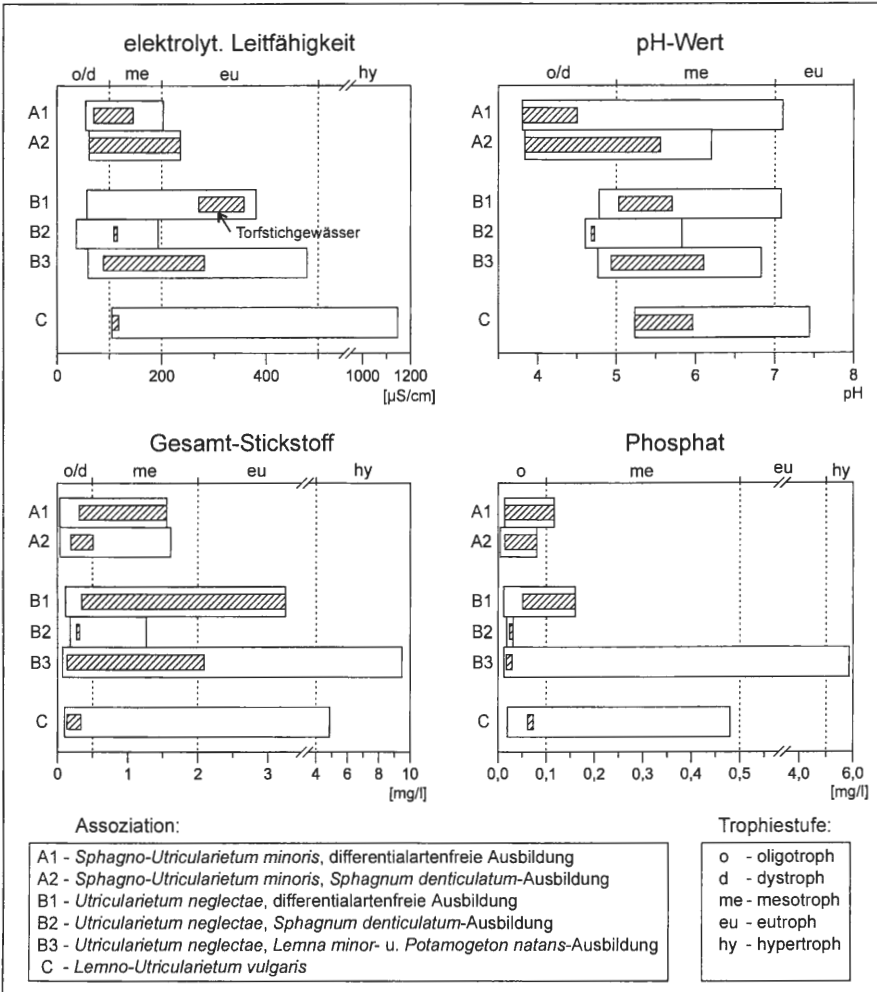 elektrolyt. Leitfähigkeit
o/d me eu hy
A1
A2
B1
Torfstichgewässer
B2
B3
C
0 200 400 1000 1200
[µS/cm]
pH-Wert
o/d me eu
A1
A2
B1
B2
B3
C
4 5 6 7 8
pH
Gesamt-Stickstoff
o/d me eu hy
A1
A2
B1
B2
B3
C
0 1 2 3 4 6 8 10
[mg/l]
Phosphat
o me eu hy
A1
A2
B1
B2
B3
C
0,0 0,1 0,2 0,3 0,4 0,5 4,0 6,0
[mg/l]
Assoziation:
A1 - Sphagno-Utricularietum minoris, differentialartenfreie Ausbildung
A2 - Sphagno-Utricularietum minoris, Sphagnum denticulatum-Ausbildung
B1 - Utricularietum neglectae, differentialartenfreie Ausbildung
B2 - Utricularietum neglectae, Sphagnum denticulatum-Ausbildung
B3 - Utricularietum neglectae, Lemna minor- u. Potamogeton natans-Ausbildung
C - Lemno-Utricularietum vulgaris
Trophiestufe:
o - oligotroph
d - dystroph
me - mesotroph
eu - eutroph
hy - hypertroph